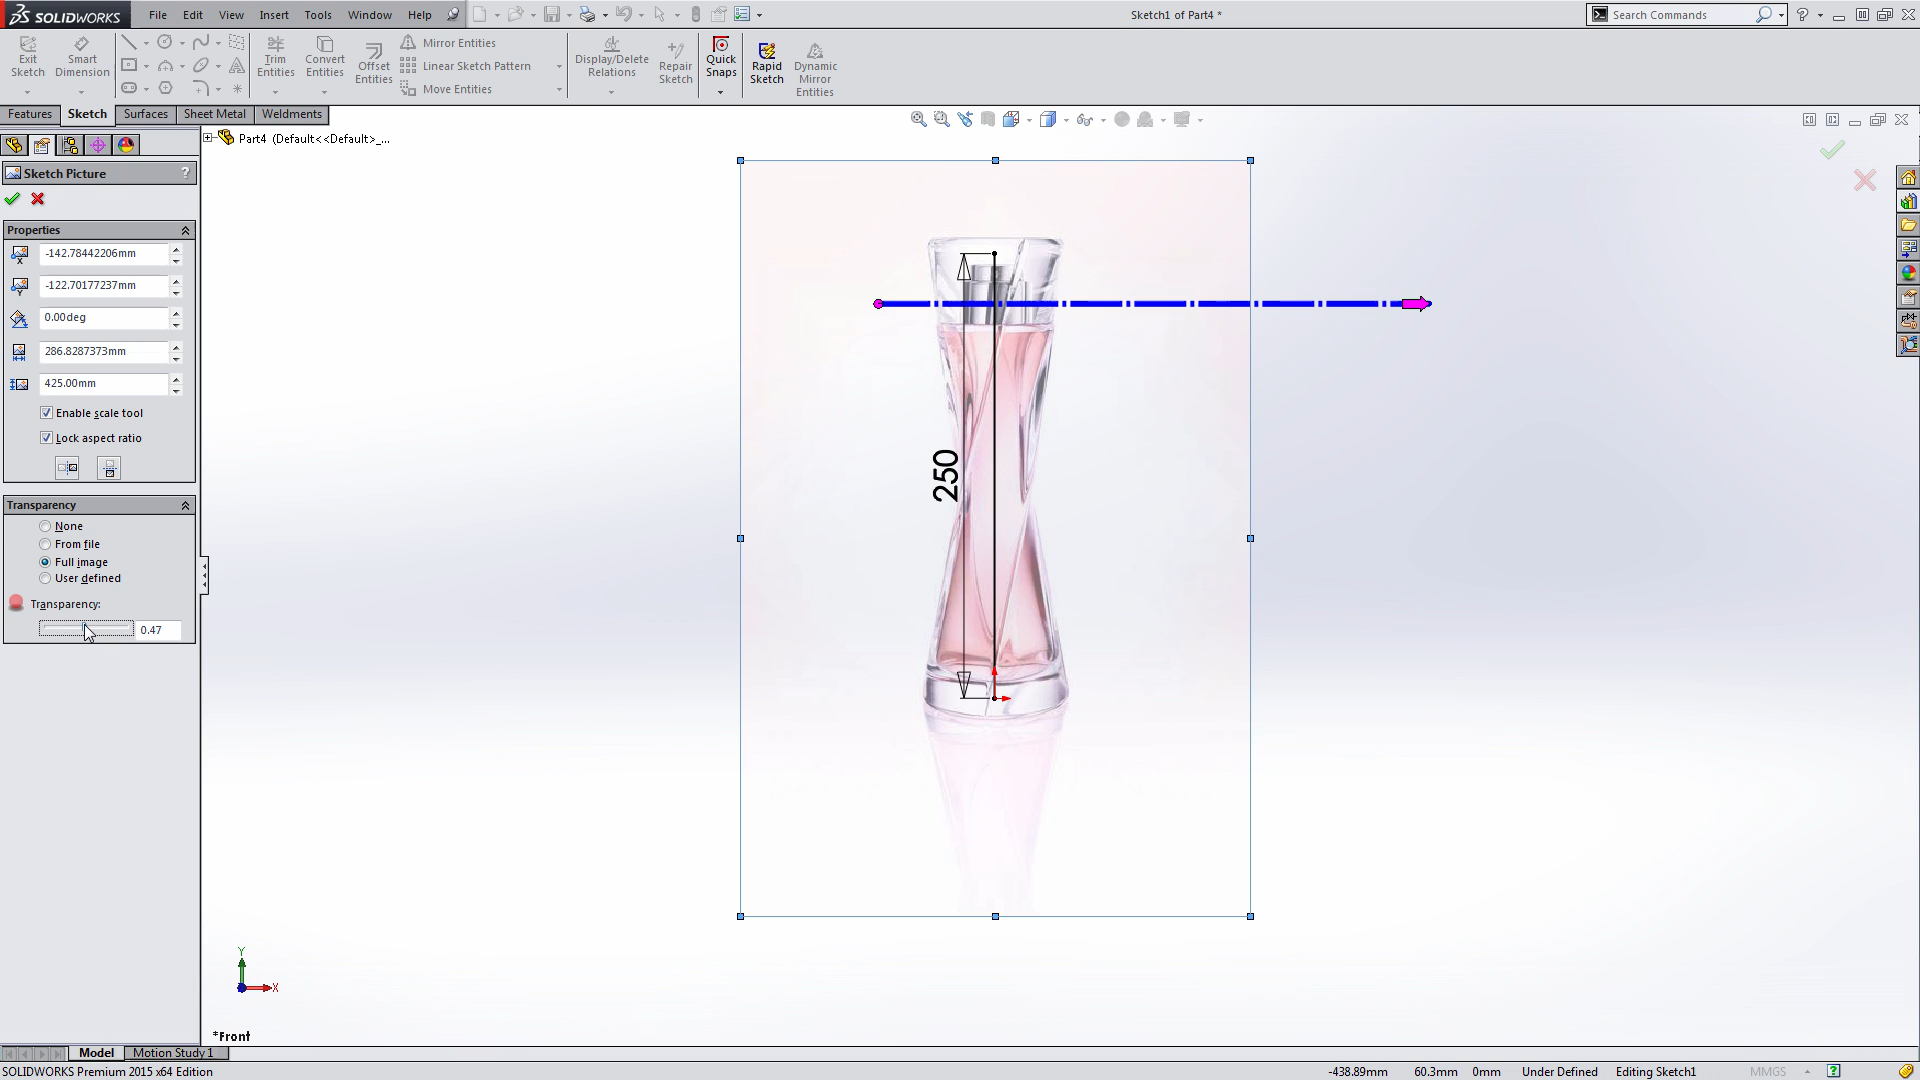 SOLIDWORKS
File Edit View Insert Tools Window Help
Sketch1 of Part4 *
Search Commands
Exit Sketch
Smart Dimension
Trim Entities
Convert Entities
Offset Entities
Mirror Entities
Linear Sketch Pattern
Move Entities
Display/Delete Relations
Repair Sketch
Quick Snaps
Rapid Sketch
Dynamic Mirror Entities
Features Sketch Surfaces Sheet Metal Weldments
Part4 (Default<<Default>_...
Sketch Picture ?
Properties
-142.78442206mm
-122.70177237mm
0.00deg
286.8287373mm
425.00mm
Enable scale tool
Lock aspect ratio
Transparency
None
From file
Full image
User defined
Transparency:
0.47
250
Y
X
*Front
Model Motion Study 1
SOLIDWORKS Premium 2015 x64 Edition
-438.89mm 60.3mm 0mm Under Defined Editing Sketch1 MMGS